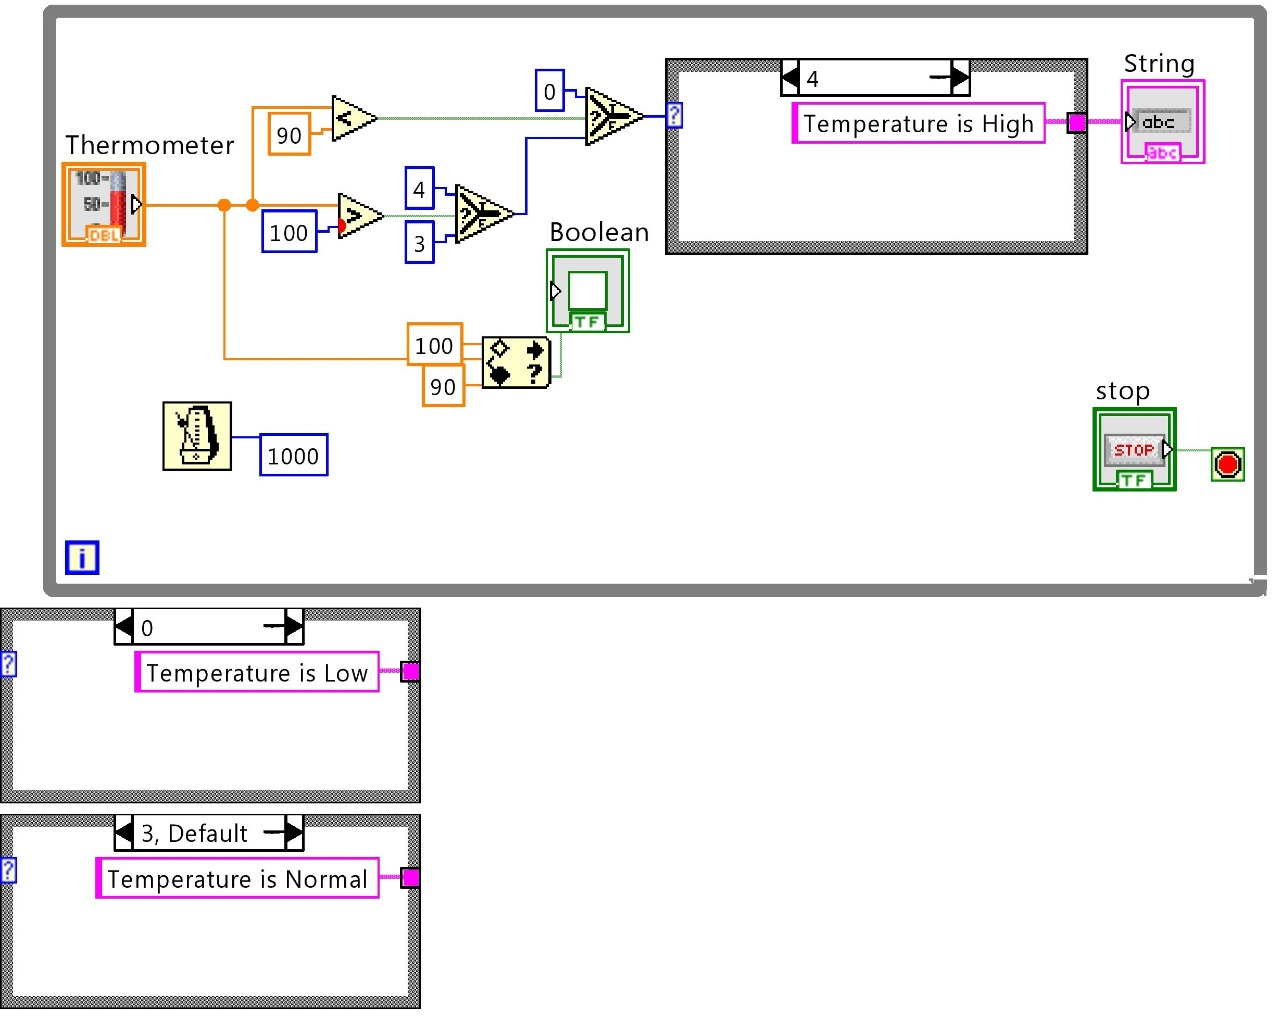 String
4
0
Temperature is High
abc
abc
<
90
Thermometer
?
T
F
?
100
50
DBL
4
>
100
?
T
F
3
Boolean
TF
100
90
?
stop
STOP
TF
1000
i
0
?
Temperature is Low
3, Default
?
Temperature is Normal